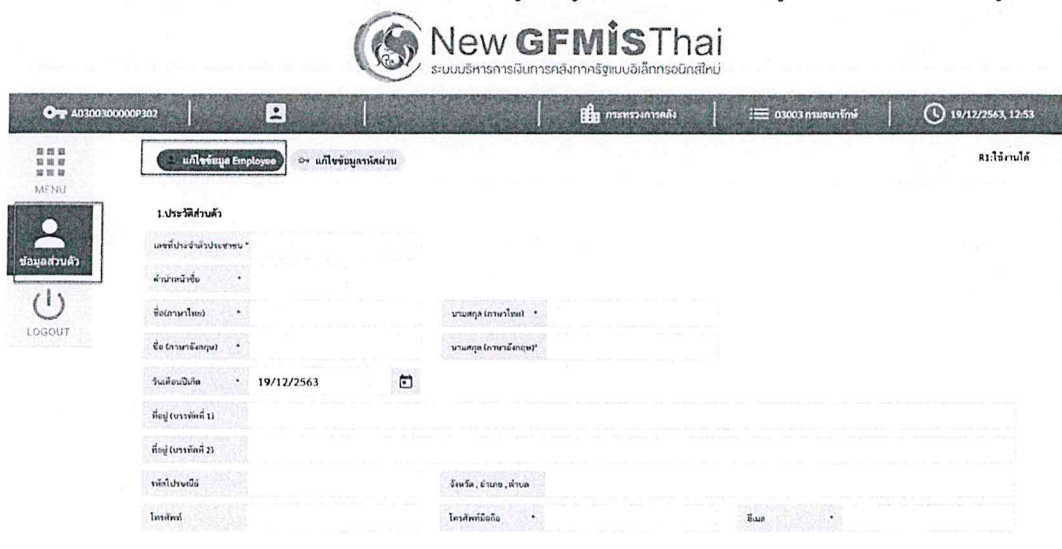 New GFMIS Thai
ระบบบริหารการเงินการคลังภาครัฐแบบอิเล็กทรอนิกส์ใหม่
A03003000000P302 กระทรวงการคลัง 03003 กรมธนารักษ์ 19/12/2563, 12:53
แก้ไขข้อมูล Employee แก้ไขข้อมูลรหัสผ่าน R1:ใช้งานได้
MENU
1.ประวัติส่วนตัว
เลขที่ประจำตัวประชาชน *
ข้อมูลส่วนตัว
คำนำหน้าชื่อ *
ชื่อ(ภาษาไทย) * นามสกุล (ภาษาไทย) *
LOGOUT
ชื่อ (ภาษาอังกฤษ) * นามสกุล (ภาษาอังกฤษ)*
วันเดือนปีเกิด * 19/12/2563
ที่อยู่ (บรรทัดที่ 1)
ที่อยู่ (บรรทัดที่ 2)
รหัสไปรษณีย์ จังหวัด , อำเภอ , ตำบล
โทรศัพท์ โทรศัพท์มือถือ * อีเมล *